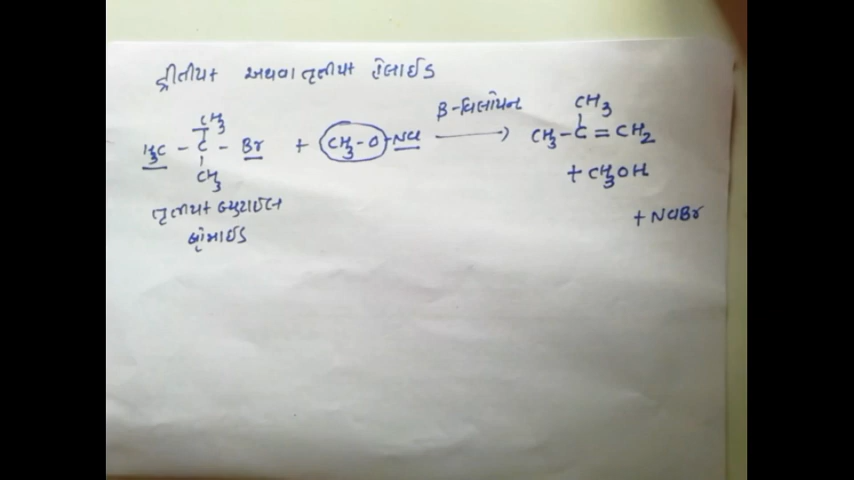 દ્વીતીયક અથવા તૃતીયક હેલાઈડ
CH3
H3C - C - Br + CH3-O-Na
CH3
β-વિલોપન
CH3
CH3-C=CH2
+ CH3OH
+ NaBr
તૃતીયક બ્યુટાઈલ
બ્રોમાઈડ